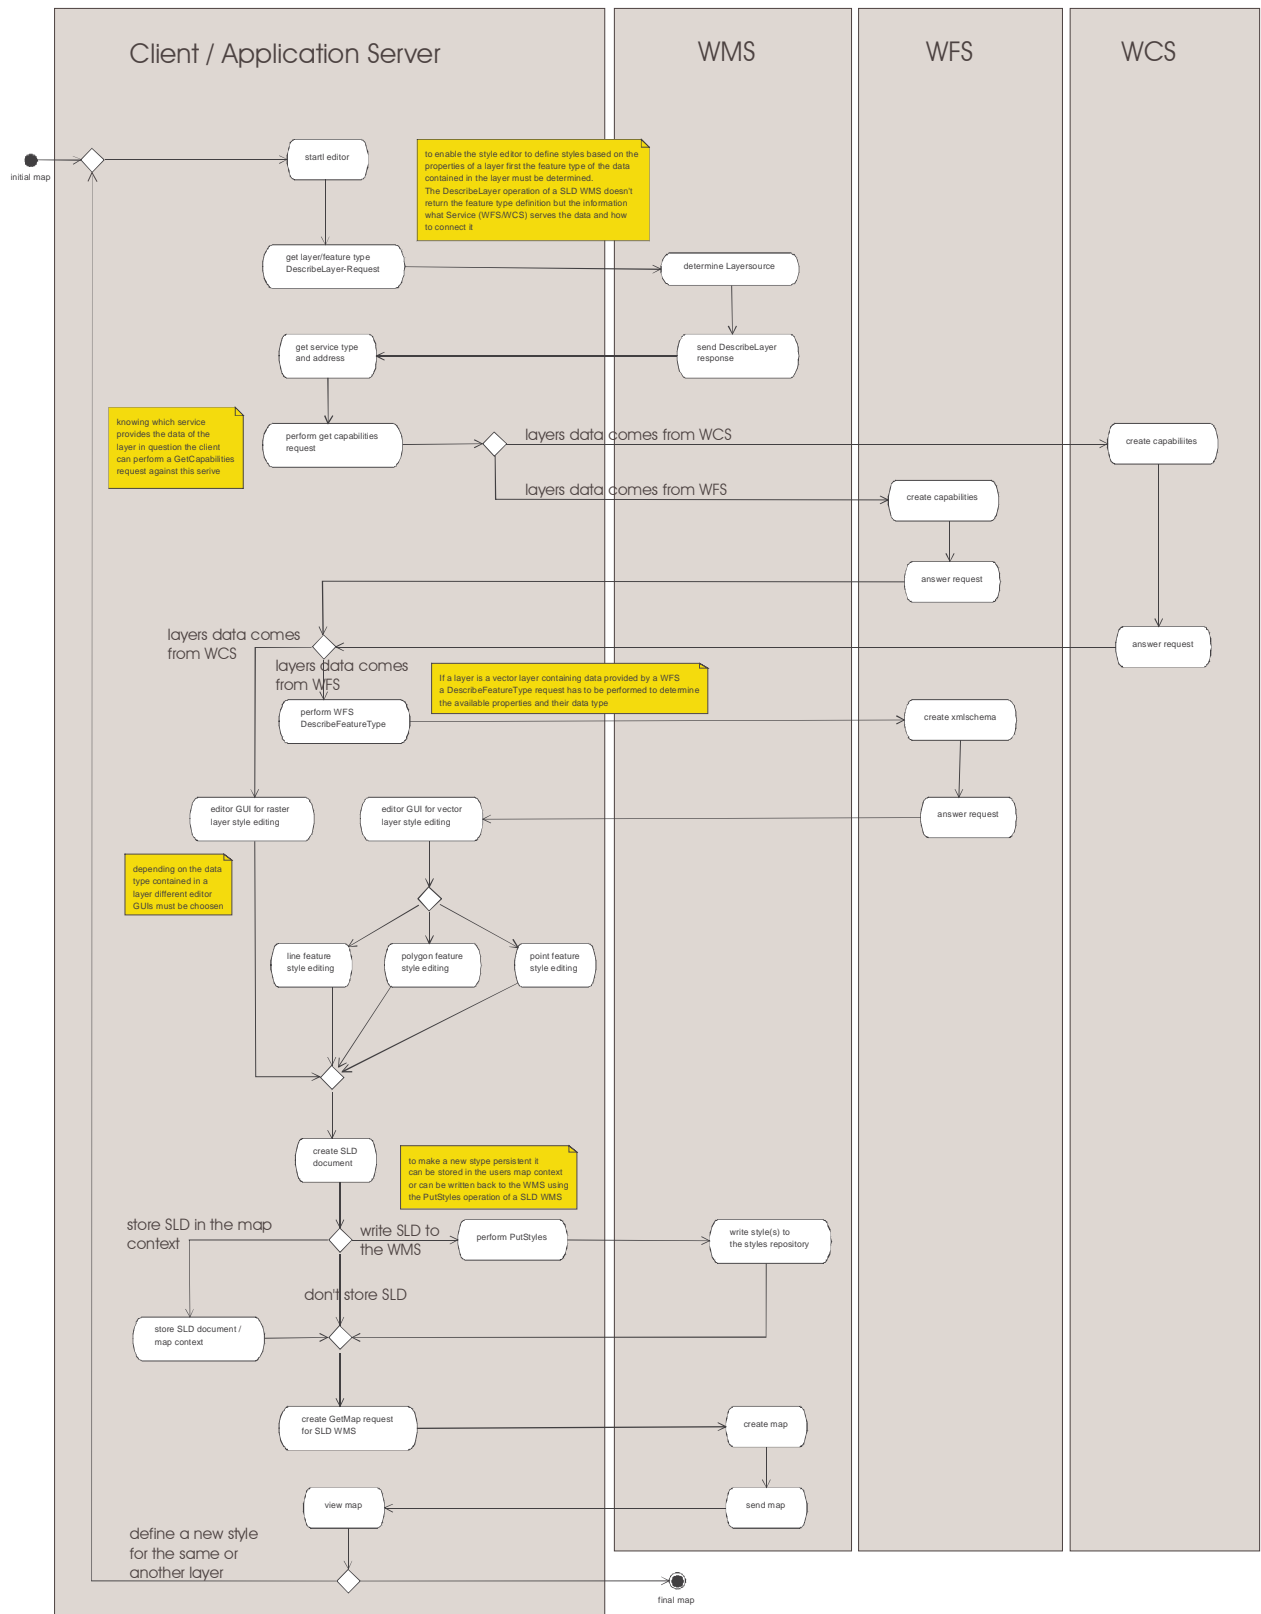 Client / Application Server
WMS
WFS
WCS
initial map
startl editor
to enable the style editor to define styles based on the
properties of a layer first the feature type of the data
contained in the layer must be determined.
The DescribeLayer operation of a SLD WMS doesn't
return the feature type definition but the information
what Service (WFS/WCS) serves the data and how
to connect it
get layer/feature type
DescribeLayer-Request
determine Layersource
get service type
and address
send DescribeLayer
response
knowing which service
provides the data of the
layer in question the client
can perform a GetCapabilities
request against this serive
perform get capabilities
request
layers data comes from WCS
create capabiliites
layers data comes from WFS
create capabilities
answer request
layers data comes
from WCS
answer request
layers data comes
from WFS
If a layer is a vector layer containing data provided by a WFS
a DescribeFeatureType request has to be performed to determine
the available properties and their data type
perform WFS
DescribeFeatureType
create xmlschema
editor GUI for raster
layer style editing
editor GUI for vector
layer style editing
answer request
depending on the data
type contained in a
layer different editor
GUIs must be choosen
line feature
style editing
polygon feature
style editing
point feature
style editing
create SLD
document
to make a new stype persistent it
can be stored in the users map context
or can be written back to the WMS using
the PutStyles operation of a SLD WMS
store SLD in the map
context
write SLD to
the WMS
perform PutStyles
write style(s) to
the styles repository
don't store SLD
store SLD document /
map context
create GetMap request
for SLD WMS
create map
view map
send map
define a new style
for the same or
another layer
final map